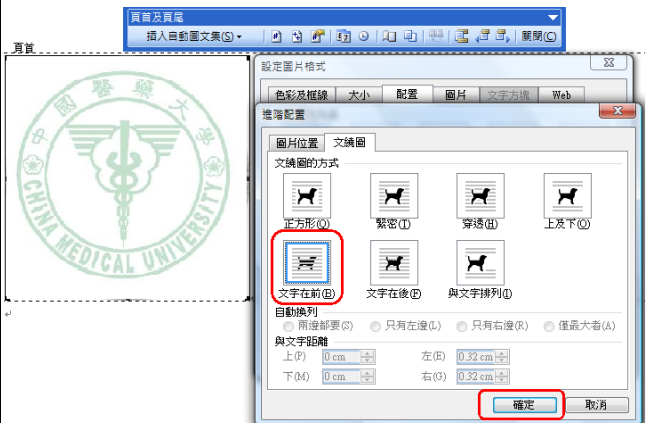 頁首及頁尾
插入自動圖文集(S)
關閉(C)
頁首
中國醫藥大學
CHINA MEDICAL UNIVERSITY
設定圖片格式
色彩及框線 大小 配置 圖片 文字方塊 Web
進階配置
圖片位置 文繞圖
文繞圖的方式
正方形(Q) 緊密(T) 穿透(H) 上及下(O)
文字在前(B) 文字在後(F) 與文字排列(I)
自動換列
兩邊都要(S) 只有左邊(L) 只有右邊(R) 僅最大者(A)
與文字距離
上(P) 0 cm 左(E) 0.32 cm
下(M) 0 cm 右(G) 0.32 cm
確定 取消